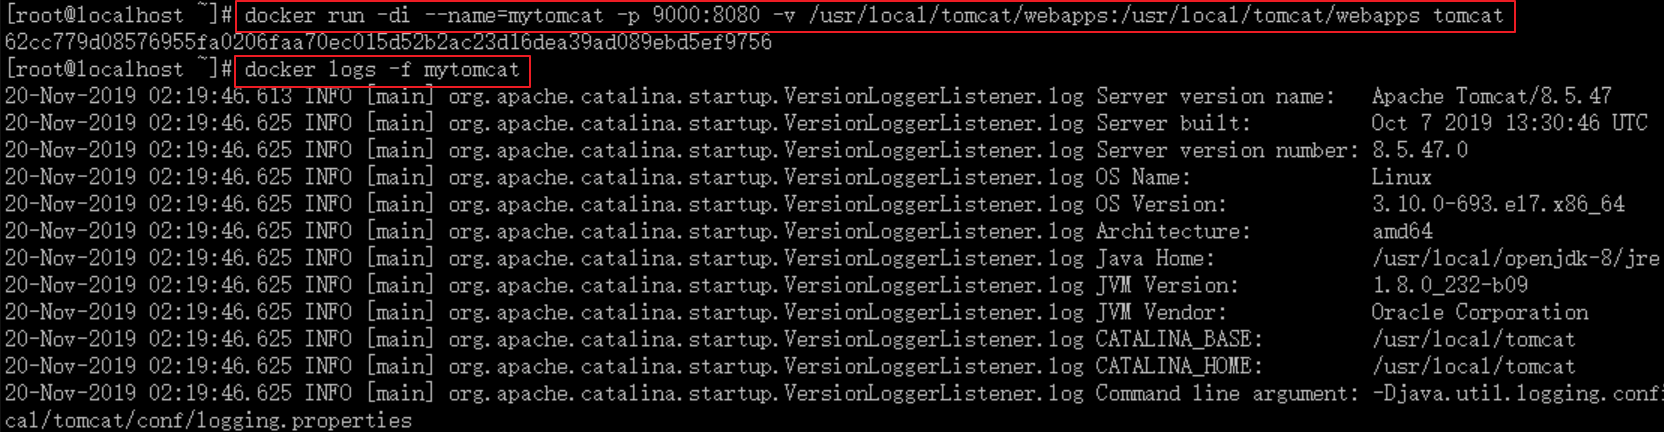 [root@localhost ~]# docker run -di --name=mytomcat -p 9000:8080 -v /usr/local/tomcat/webapps:/usr/local/tomcat/webapps tomcat
62cc779d08576955fa0206faa70ec015d52b2ac23d16dea39ad089ebd5ef9756
[root@localhost ~]# docker logs -f mytomcat
20-Nov-2019 02:19:46.613 INFO [main] org.apache.catalina.startup.VersionLoggerListener.log Server version name:   Apache Tomcat/8.5.47
20-Nov-2019 02:19:46.625 INFO [main] org.apache.catalina.startup.VersionLoggerListener.log Server built:          Oct 7 2019 13:30:46 UTC
20-Nov-2019 02:19:46.625 INFO [main] org.apache.catalina.startup.VersionLoggerListener.log Server version number: 8.5.47.0
20-Nov-2019 02:19:46.625 INFO [main] org.apache.catalina.startup.VersionLoggerListener.log OS Name:               Linux
20-Nov-2019 02:19:46.625 INFO [main] org.apache.catalina.startup.VersionLoggerListener.log OS Version:            3.10.0-693.el7.x86_64
20-Nov-2019 02:19:46.625 INFO [main] org.apache.catalina.startup.VersionLoggerListener.log Architecture:          amd64
20-Nov-2019 02:19:46.625 INFO [main] org.apache.catalina.startup.VersionLoggerListener.log Java Home:             /usr/local/openjdk-8/jre
20-Nov-2019 02:19:46.625 INFO [main] org.apache.catalina.startup.VersionLoggerListener.log JVM Version:           1.8.0_232-b09
20-Nov-2019 02:19:46.625 INFO [main] org.apache.catalina.startup.VersionLoggerListener.log JVM Vendor:            Oracle Corporation
20-Nov-2019 02:19:46.625 INFO [main] org.apache.catalina.startup.VersionLoggerListener.log CATALINA_BASE:         /usr/local/tomcat
20-Nov-2019 02:19:46.625 INFO [main] org.apache.catalina.startup.VersionLoggerListener.log CATALINA_HOME:         /usr/local/tomcat
20-Nov-2019 02:19:46.625 INFO [main] org.apache.catalina.startup.VersionLoggerListener.log Command line argument: -Djava.util.logging.confi
cal/tomcat/conf/logging.properties